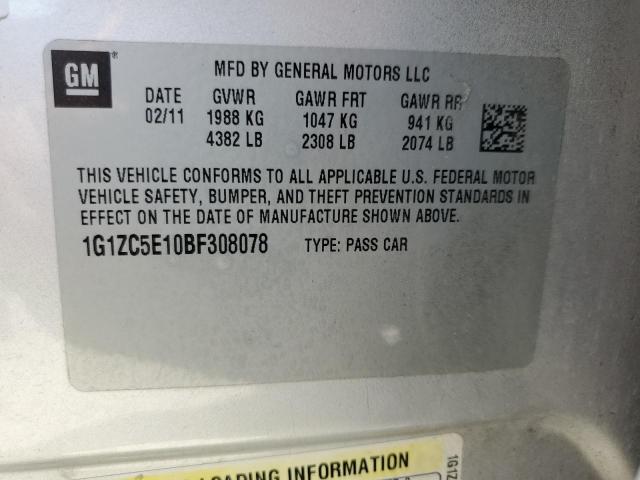 GM
MFD BY GENERAL MOTORS LLC
DATE GVWR GAWR FRT GAWR RR
02/11 1988 KG 1047 KG 941 KG
4382 LB 2308 LB 2074 LB
THIS VEHICLE CONFORMS TO ALL APPLICABLE U.S. FEDERAL MOTOR
VEHICLE SAFETY, BUMPER, AND THEFT PREVENTION STANDARDS IN
EFFECT ON THE DATE OF MANUFACTURE SHOWN ABOVE.
1G1ZC5E10BF308078 TYPE: PASS CAR
LOADING INFORMATION
1G1Z